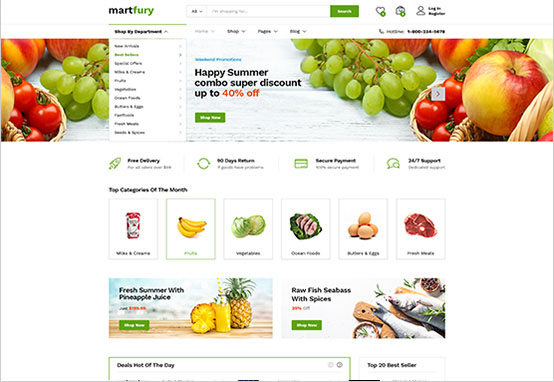 martfury
All
I'm shopping for...
Search
0
0
Log in
Register
Shop By Department
Home
Shop
Pages
Blog
Hotline: 1-800-234-5678
New Arrivals
Best Sellers
Special Offers
Milks & Creams
Fruits
Vegetables
Ocean Foods
Butters & Eggs
Fastfoods
Fresh Meats
Seeds & Spices
Weekend Promotions
Happy Summer
combo super discount
up to 40% off
Shop Now
Free Delivery
For all orders over $99
90 Days Return
If goods have problems
Secure Payment
100% secure payment
24/7 Support
Dedicated support
Top Categories Of The Month
Milks & Creams
Fruits
Vegetables
Ocean Foods
Butters & Eggs
Fresh Meats
Fresh Summer With
Pineapple Juice
Just
Shop Now
Raw Fish Seabass
With Spices
20% Off
Shop Now
Deals Hot Of The Day
Top 20 Best Seller